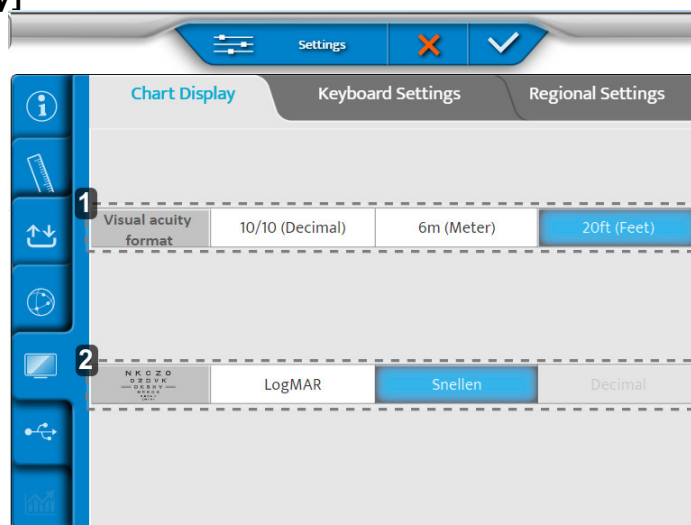 y]
Settings
Chart Display
Keyboard Settings
Regional Settings
1
Visual acuity
format
10/10 (Decimal)
6m (Meter)
20ft (Feet)
2
N K C Z O
O Z D V K
LogMAR
Snellen
Decimal